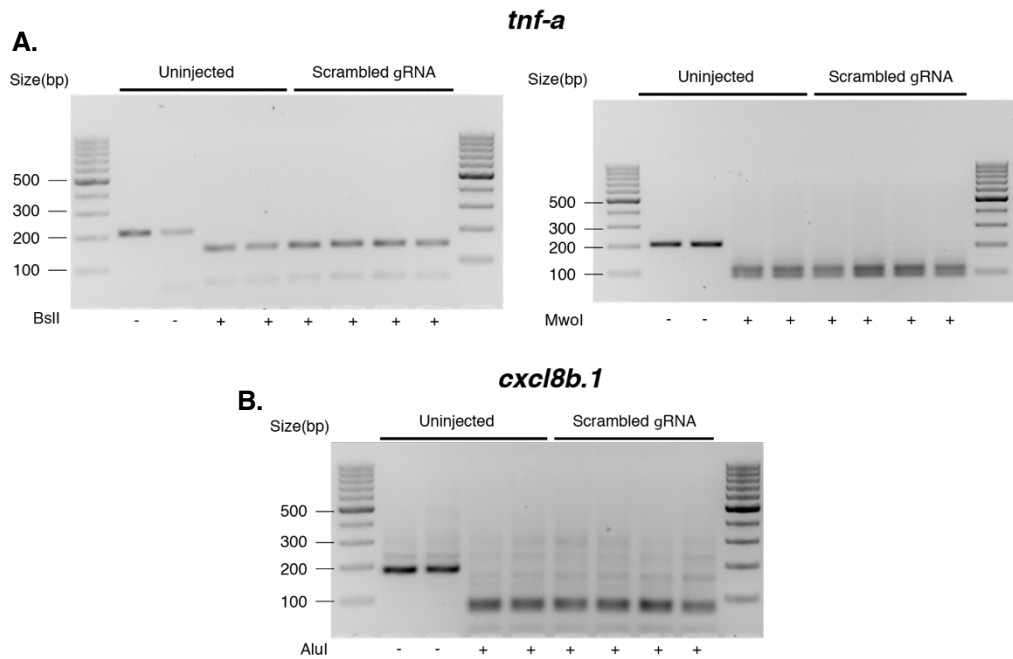 tnf-a
A.
Size(bp)
Uninjected
Scrambled gRNA
500
300
200
100
BslI
- - + + + + + +
Size(bp)
Uninjected
Scrambled gRNA
500
300
200
100
MwoI
- - + + + + + +
cxcl8b.1
B.
Size(bp)
Uninjected
Scrambled gRNA
500
300
200
100
AluI
- - + + + + + +